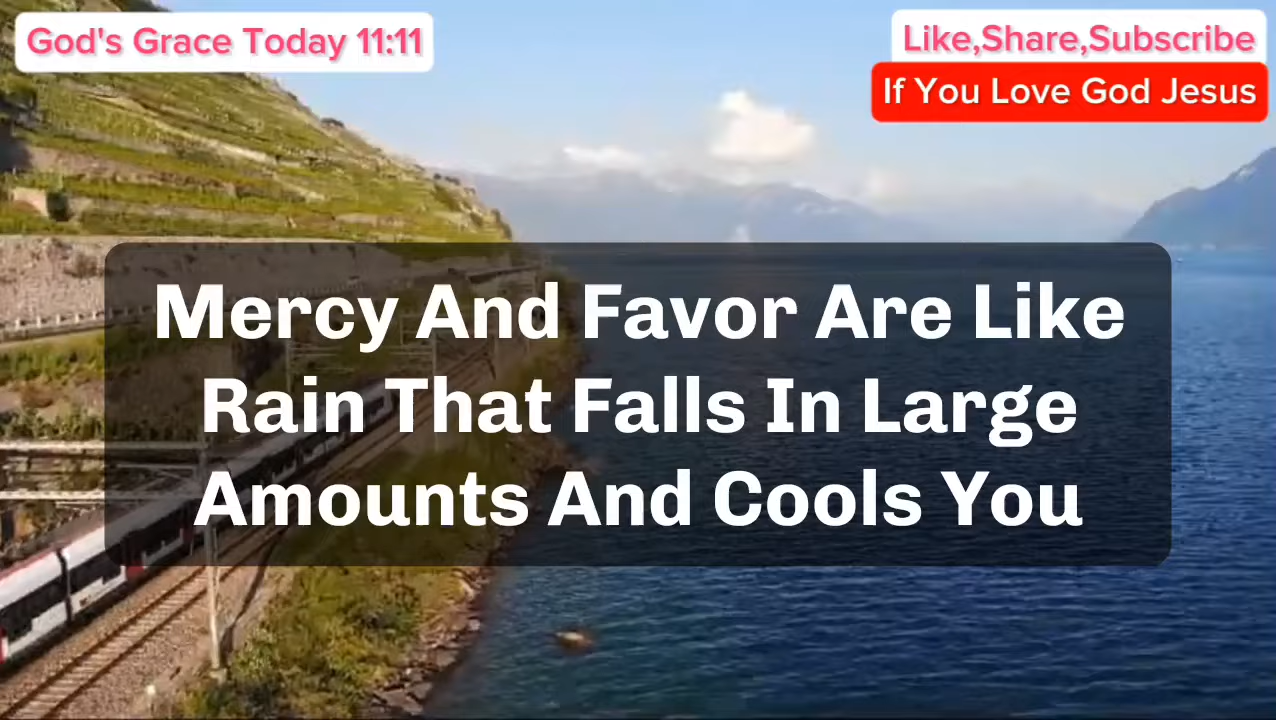 God's Grace Today 11:11
Like,Share,Subscribe
If You Love God Jesus
Mercy And Favor Are Like
Rain That Falls In Large
Amounts And Cools You